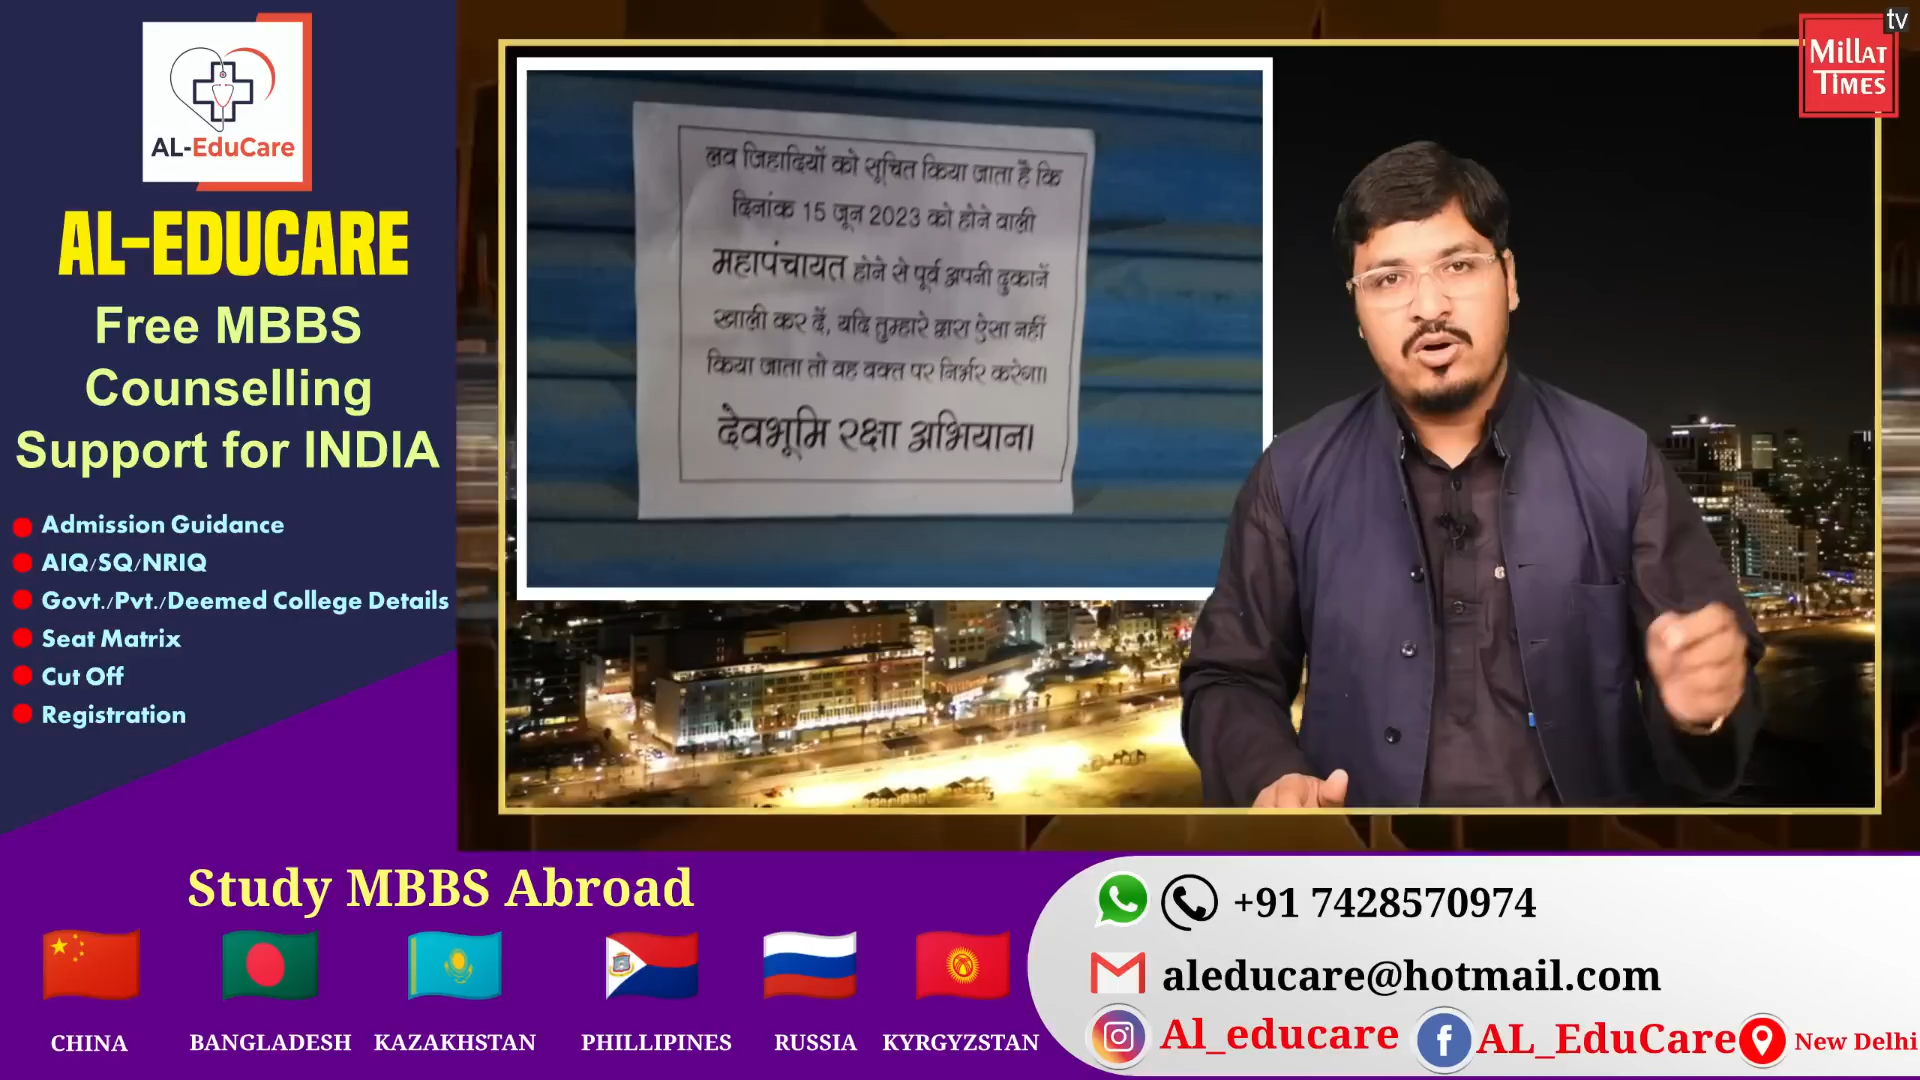 AL-EduCare
AL-EDUCARE
Free MBBS
Counselling
Support for INDIA
Admission Guidance
AIQ/SQ/NRIQ
Govt./Pvt./Deemed College Details
Seat Matrix
Cut Off
Registration
लव जिहादियों को सूचित किया जाता है कि
दिनांक 15 जून 2023 को होने वाली
महापंचायत होने से पूर्व अपनी दुकानें
खाली कर दें, यदि तुम्हारे द्वारा ऐसा नहीं
किया जाता तो वह वक्त पर निर्भर करेगा।
देवभूमि रक्षा अभियान।
tv
MILLAT
TIMES
Study MBBS Abroad
CHINA
BANGLADESH
KAZAKHSTAN
PHILLIPINES
RUSSIA
KYRGYZSTAN
+91 7428570974
aleducare@hotmail.com
Al_educare
AL_EduCare
New Delhi